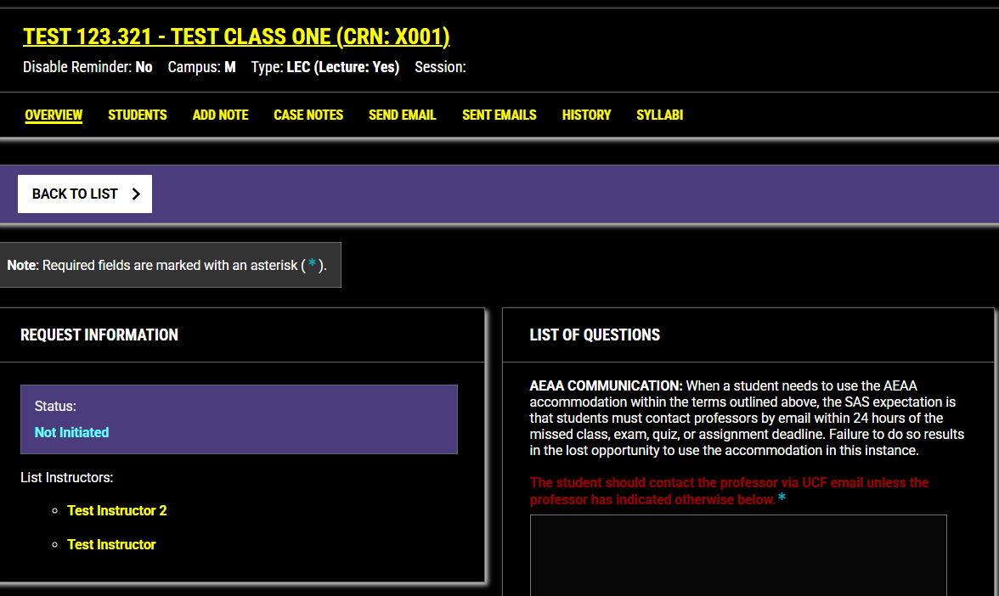 TEST 123.321 - TEST CLASS ONE (CRN: X001)
Disable Reminder: No Campus: M Type: LEC (Lecture: Yes) Session:
OVERVIEW STUDENTS ADD NOTE CASE NOTES SEND EMAIL SENT EMAILS HISTORY SYLLABI
BACK TO LIST
Note: Required fields are marked with an asterisk ( * ).
REQUEST INFORMATION
Status:
Not Initiated
List Instructors:
Test Instructor 2
Test Instructor
LIST OF QUESTIONS
AEAA COMMUNICATION: When a student needs to use the AEAA
accommodation within the terms outlined above, the SAS expectation is
that students must contact professors by email within 24 hours of the
missed class, exam, quiz, or assignment deadline. Failure to do so results
in the lost opportunity to use the accommodation in this instance.
The student should contact the professor via UCF email unless the
professor has indicated otherwise below. *